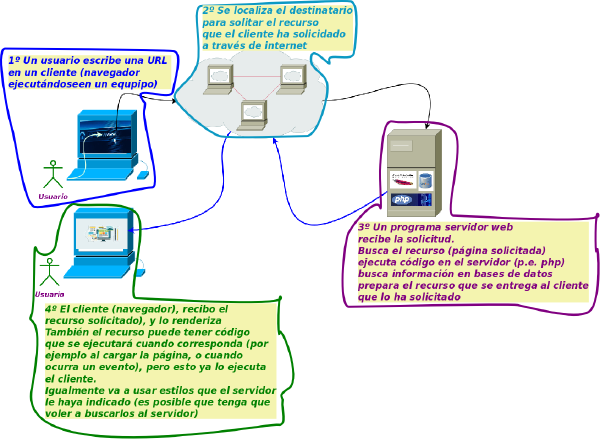 1º Un usuario escribe una URL
en un cliente (navegador
ejecutándoseen un equpipo)
Usuario
2º Se localiza el destinatario
para solitar el recurso
que el cliente ha solicidado
a través de internet
php
3º Un programa servidor web
recibe la solicitud.
Busca el recurso (página solicitada)
ejecuta código en el servidor (p.e. php)
busca información en bases de datos
prepara el recurso que se entrega al cliente
que lo ha solicitado
Usuario
4º El cliente (navegador), recibo el
recurso solicitado), y lo renderiza
También el recurso puede tener código
que se ejecutará cuando corresponda (por
ejemplo al cargar la página, o cuando
ocurra un evento), pero esto ya lo ejecuta
el cliente.
Igualmente va a usar estilos que el servidor
le haya indicado (es posible que tenga que
voler a buscarlos al servidor)